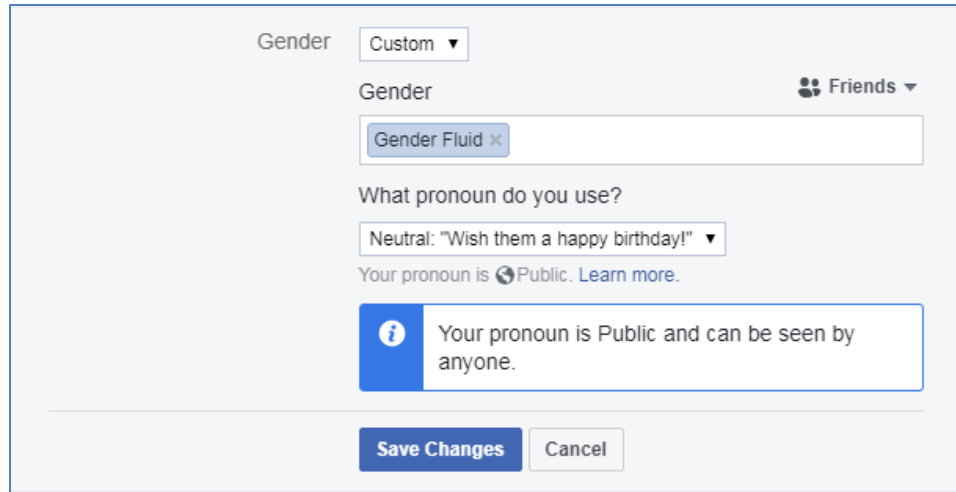 Gender Custom
Gender Friends
Gender Fluid
What pronoun do you use?
Neutral: "Wish them a happy birthday!"
Your pronoun is Public. Learn more.
Your pronoun is Public and can be seen by
anyone.
Save Changes Cancel